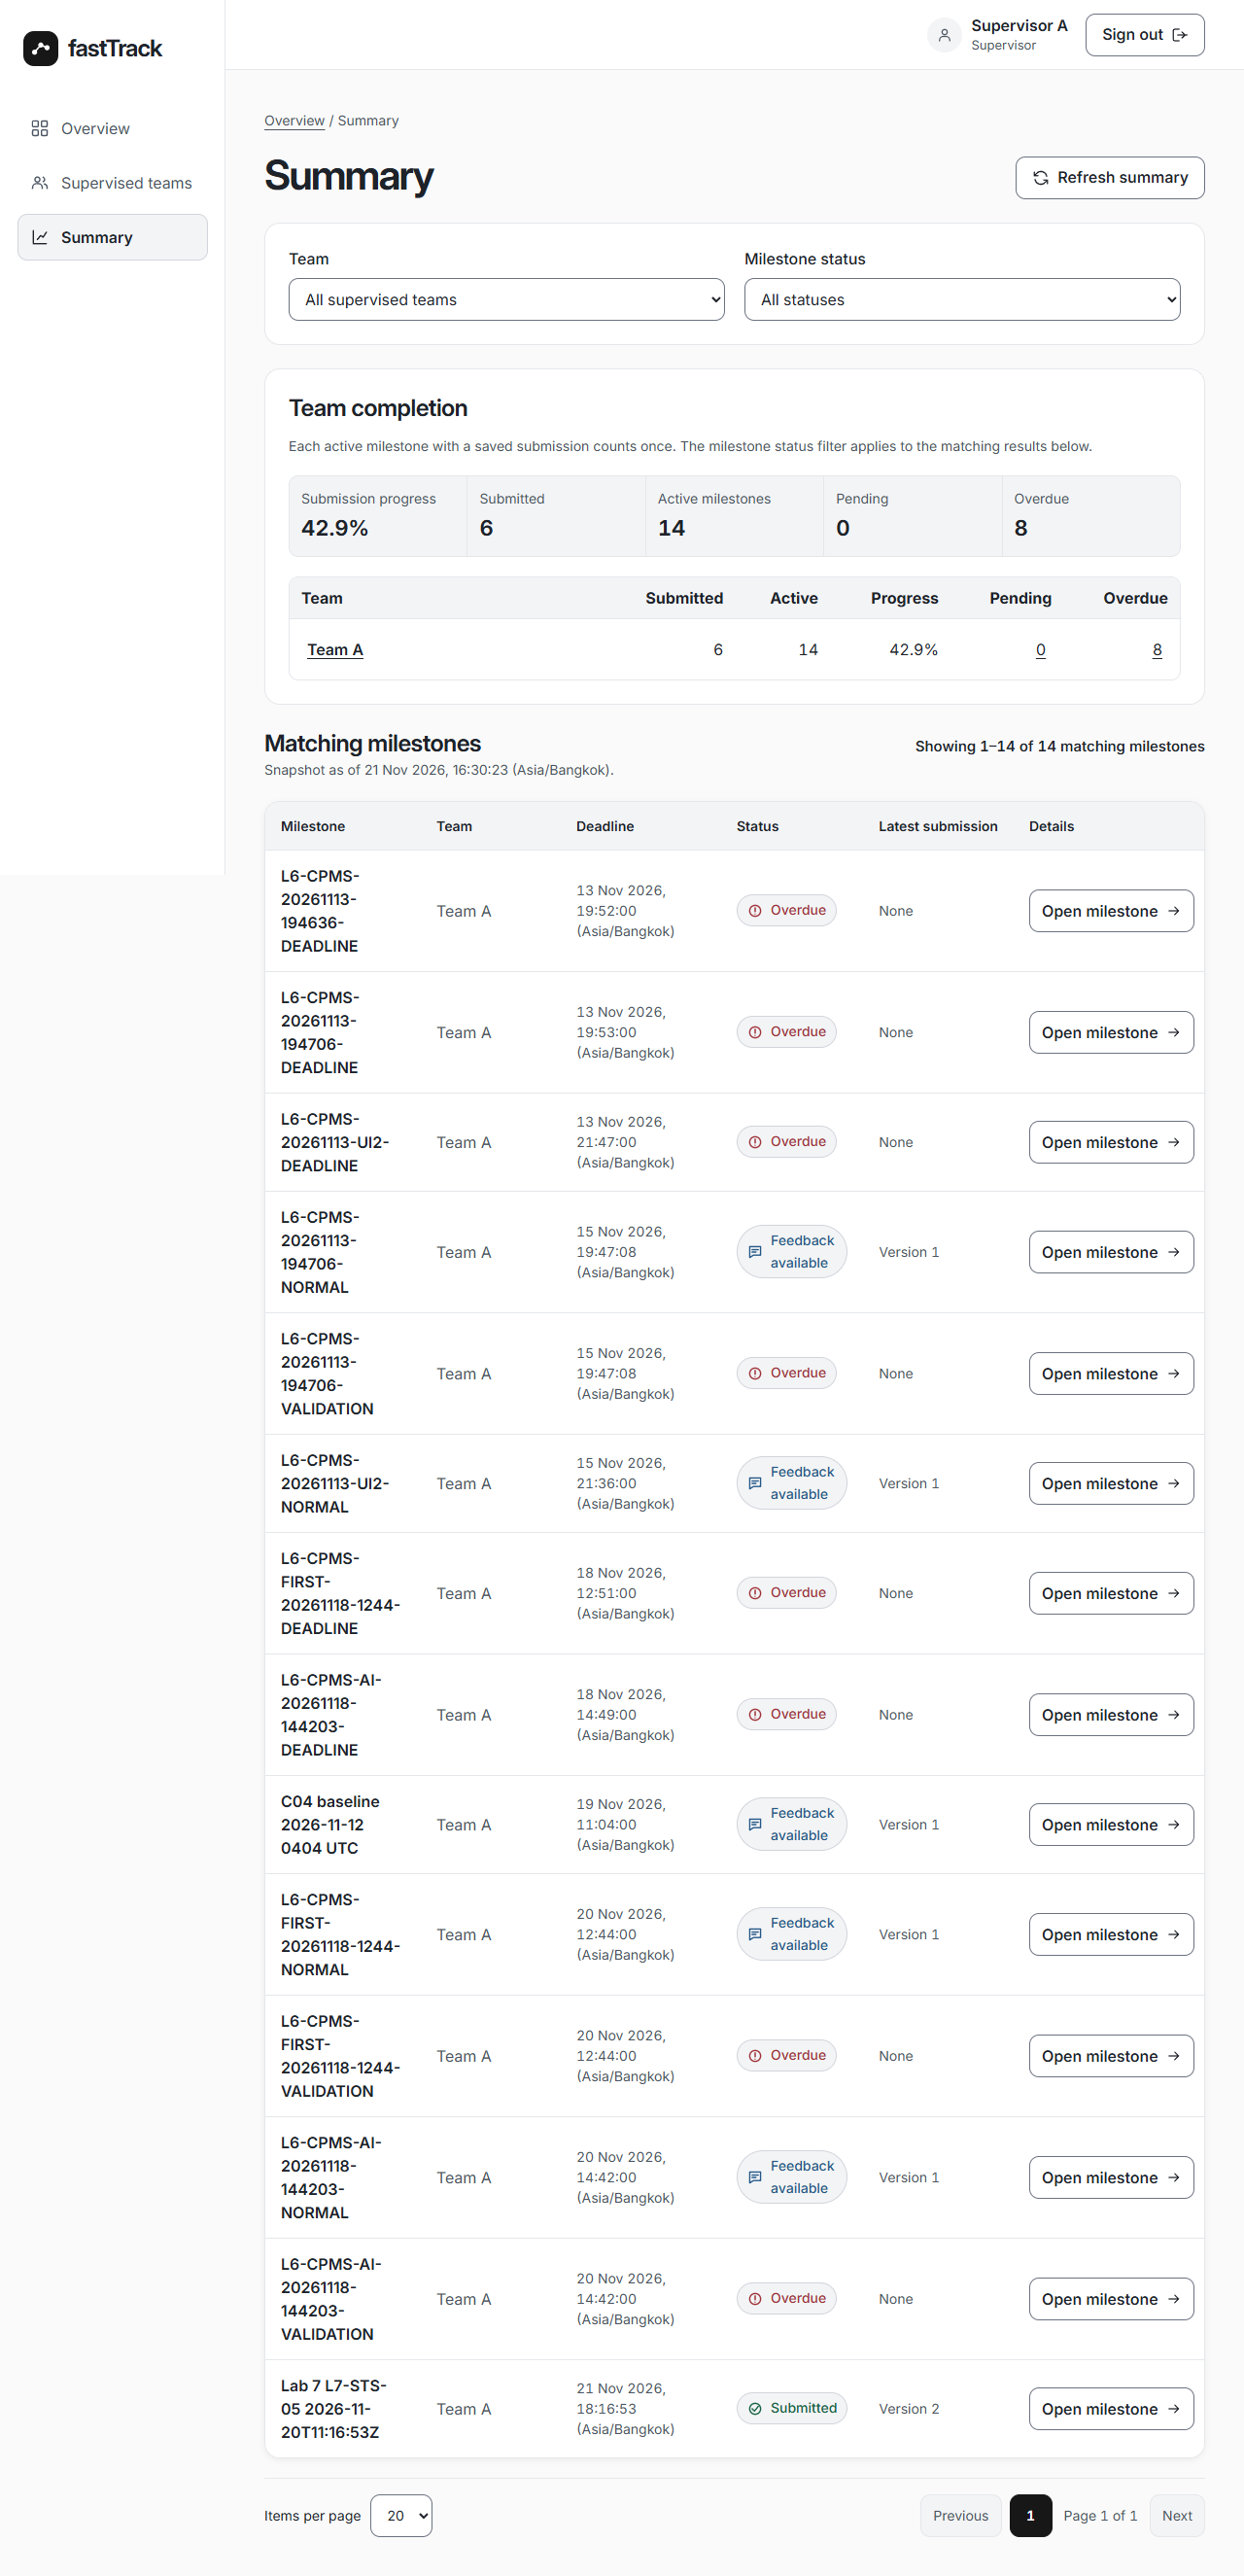 fastTrack
Supervisor A
Supervisor
Sign out
Overview
Supervised teams
Summary
Overview / Summary
Summary
Refresh summary
Team
Milestone status
All supervised teams
All statuses
Team completion
Each active milestone with a saved submission counts once. The milestone status filter applies to the matching results below.
Submission progress
42.9%
Submitted
6
Active milestones
14
Pending
0
Overdue
8
Team Submitted Active Progress Pending Overdue
Team A 6 14 42.9% 0 8
Matching milestones
Showing 1–14 of 14 matching milestones
Snapshot as of 21 Nov 2026, 16:30:23 (Asia/Bangkok).
Milestone Team Deadline Status Latest submission Details
L6-CPMS-
20261113-
194636-
DEADLINE
Team A
13 Nov 2026,
19:52:00
(Asia/Bangkok)
Overdue
None
Open milestone
L6-CPMS-
20261113-
194706-
DEADLINE
Team A
13 Nov 2026,
19:53:00
(Asia/Bangkok)
Overdue
None
Open milestone
L6-CPMS-
20261113-UI2-
DEADLINE
Team A
13 Nov 2026,
21:47:00
(Asia/Bangkok)
Overdue
None
Open milestone
L6-CPMS-
20261113-
194706-
NORMAL
Team A
15 Nov 2026,
19:47:08
(Asia/Bangkok)
Feedback
available
Version 1
Open milestone
L6-CPMS-
20261113-
194706-
VALIDATION
Team A
15 Nov 2026,
19:47:08
(Asia/Bangkok)
Overdue
None
Open milestone
L6-CPMS-
20261113-UI2-
NORMAL
Team A
15 Nov 2026,
21:36:00
(Asia/Bangkok)
Feedback
available
Version 1
Open milestone
L6-CPMS-
FIRST-
20261118-1244-
DEADLINE
Team A
18 Nov 2026,
12:51:00
(Asia/Bangkok)
Overdue
None
Open milestone
L6-CPMS-AI-
20261118-
144203-
DEADLINE
Team A
18 Nov 2026,
14:49:00
(Asia/Bangkok)
Overdue
None
Open milestone
C04 baseline
2026-11-12
0404 UTC
Team A
19 Nov 2026,
11:04:00
(Asia/Bangkok)
Feedback
available
Version 1
Open milestone
L6-CPMS-
FIRST-
20261118-1244-
NORMAL
Team A
20 Nov 2026,
12:44:00
(Asia/Bangkok)
Feedback
available
Version 1
Open milestone
L6-CPMS-
FIRST-
20261118-1244-
VALIDATION
Team A
20 Nov 2026,
12:44:00
(Asia/Bangkok)
Overdue
None
Open milestone
L6-CPMS-AI-
20261118-
144203-
NORMAL
Team A
20 Nov 2026,
14:42:00
(Asia/Bangkok)
Feedback
available
Version 1
Open milestone
L6-CPMS-AI-
20261118-
144203-
VALIDATION
Team A
20 Nov 2026,
14:42:00
(Asia/Bangkok)
Overdue
None
Open milestone
Lab 7 L7-STS-
05 2026-11-
20T11:16:53Z
Team A
21 Nov 2026,
18:16:53
(Asia/Bangkok)
Submitted
Version 2
Open milestone
Items per page 20
Previous 1 Page 1 of 1 Next